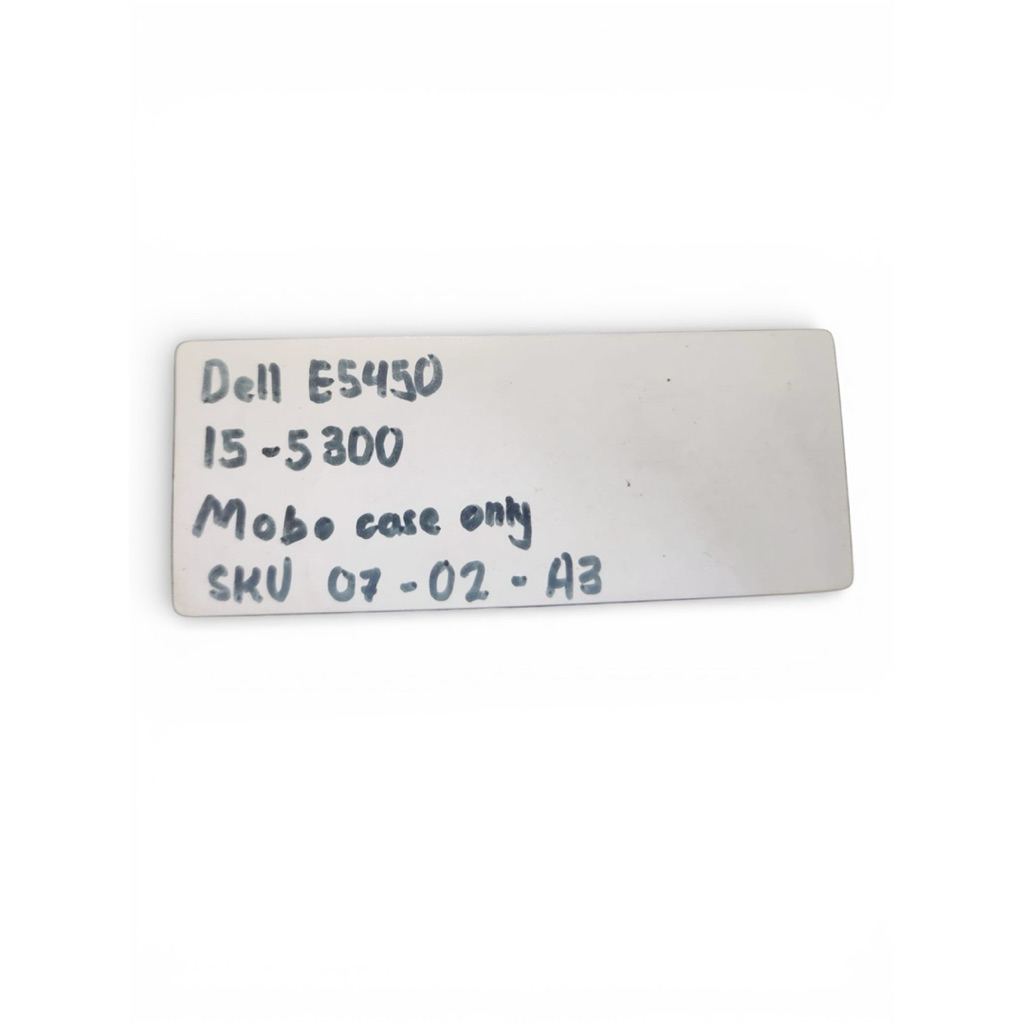 Dell E5450
I5-5300
Mobo case only
SKU 07-02-A3